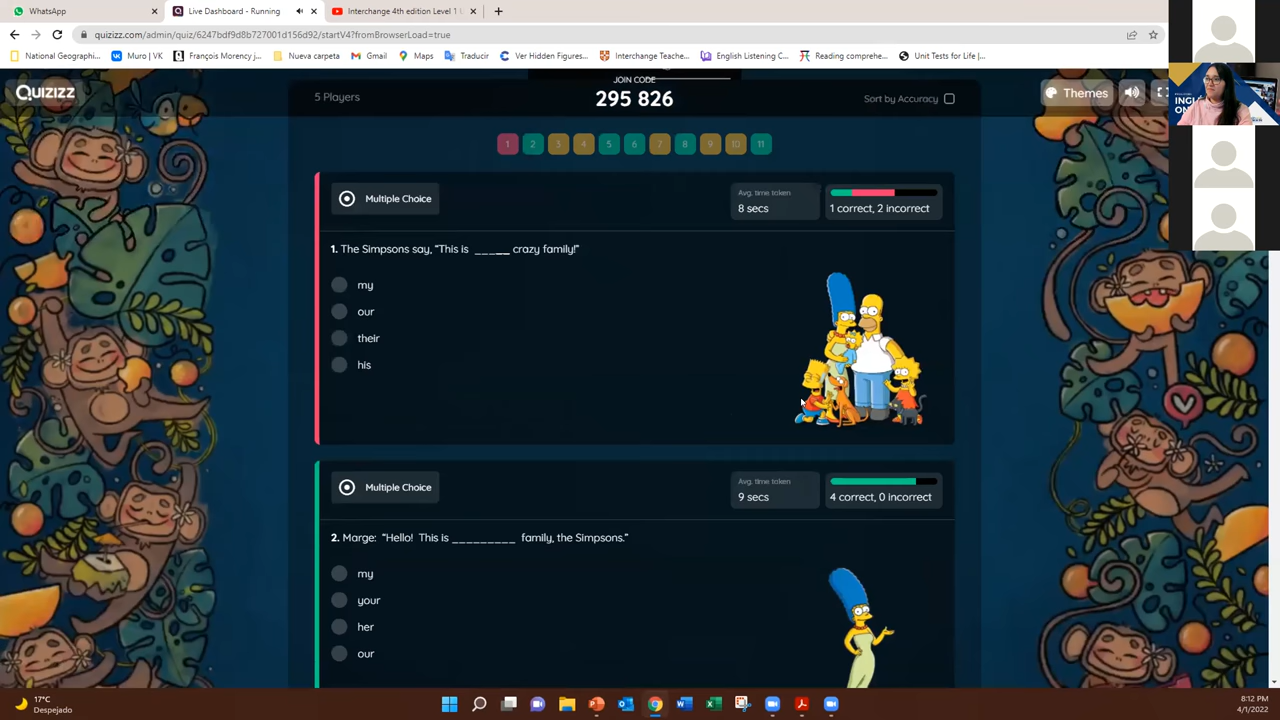 WhatsApp
Live Dashboard - Running
Interchange 4th edition Level 1
quizizz.com/admin/quiz/6247bdf9d8b727001d156d92/startV4?fromBrowserLoad=true
National Geographi...
Muro | VK
François Morency j...
Nueva carpeta
Gmail
Maps
Traducir
Ver Hidden Figures...
Interchange Teache...
English Listening C...
Reading comprehe...
Unit Tests for Life |...
Quizizz
5 Players
JOIN CODE
295 826
Sort by Accuracy
Themes
1 2 3 4 5 6 7 8 9 10 11
Multiple Choice
Avg. time token
8 secs
1 correct, 2 incorrect
1. The Simpsons say, “This is _____ crazy family!”
my
our
their
his
Multiple Choice
Avg. time token
9 secs
4 correct, 0 incorrect
2. Marge: “Hello! This is _________ family, the Simpsons.”
my
your
her
our
17°C
Despejado
8:12 PM
4/1/2022